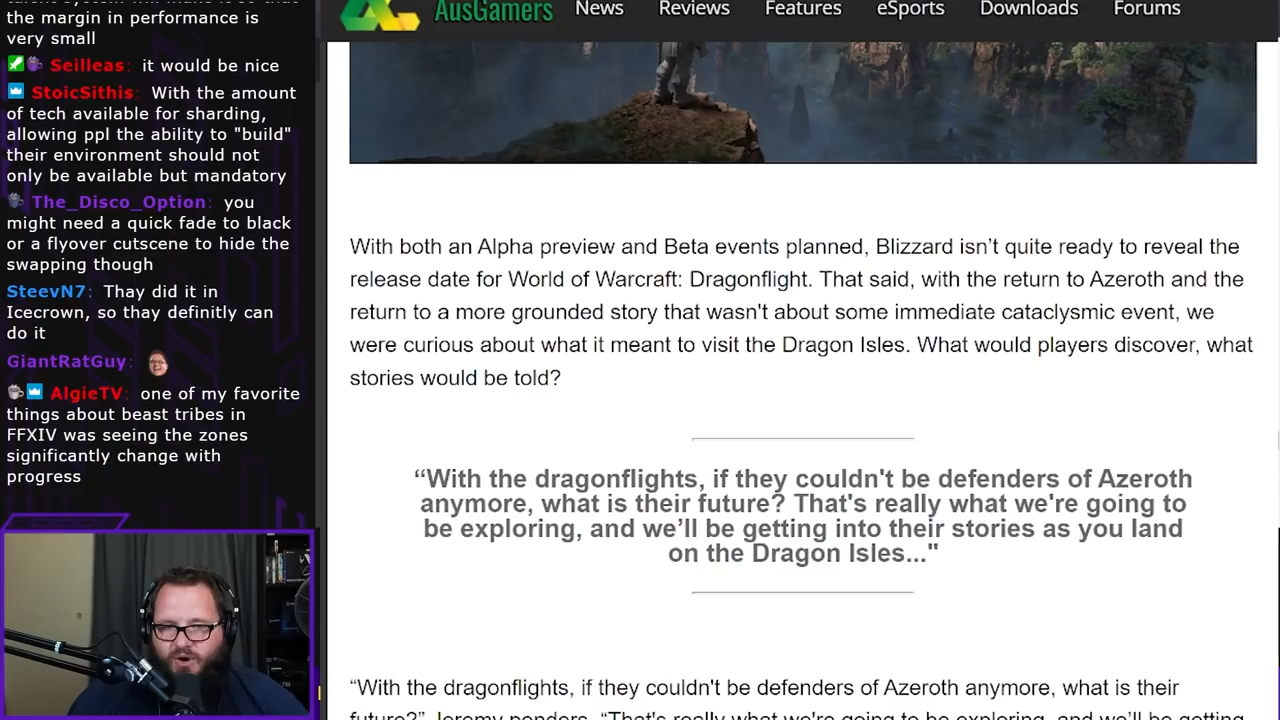 the margin in performance is
very small
Seilleas: it would be nice
StoicSithis: With the amount
of tech available for sharding,
allowing ppl the ability to "build"
their environment should not
only be available but mandatory
The_Disco_Option: you
might need a quick fade to black
or a flyover cutscene to hide the
swapping though
SteevN7: Thay did it in
Icecrown, so thay definitly can
do it
GiantRatGuy:
AlgieTV: one of my favorite
things about beast tribes in
FFXIV was seeing the zones
significantly change with
progress
AusGamers News Reviews Features eSports Downloads Forums
With both an Alpha preview and Beta events planned, Blizzard isn’t quite ready to reveal the
release date for World of Warcraft: Dragonflight. That said, with the return to Azeroth and the
return to a more grounded story that wasn't about some immediate cataclysmic event, we
were curious about what it meant to visit the Dragon Isles. What would players discover, what
stories would be told?
“With the dragonflights, if they couldn't be defenders of Azeroth
anymore, what is their future? That's really what we're going to
be exploring, and we’ll be getting into their stories as you land
on the Dragon Isles..."
“With the dragonflights, if they couldn't be defenders of Azeroth anymore, what is their
future?” Jeremy ponders. “That's really what we're going to be exploring, and we’ll be getting